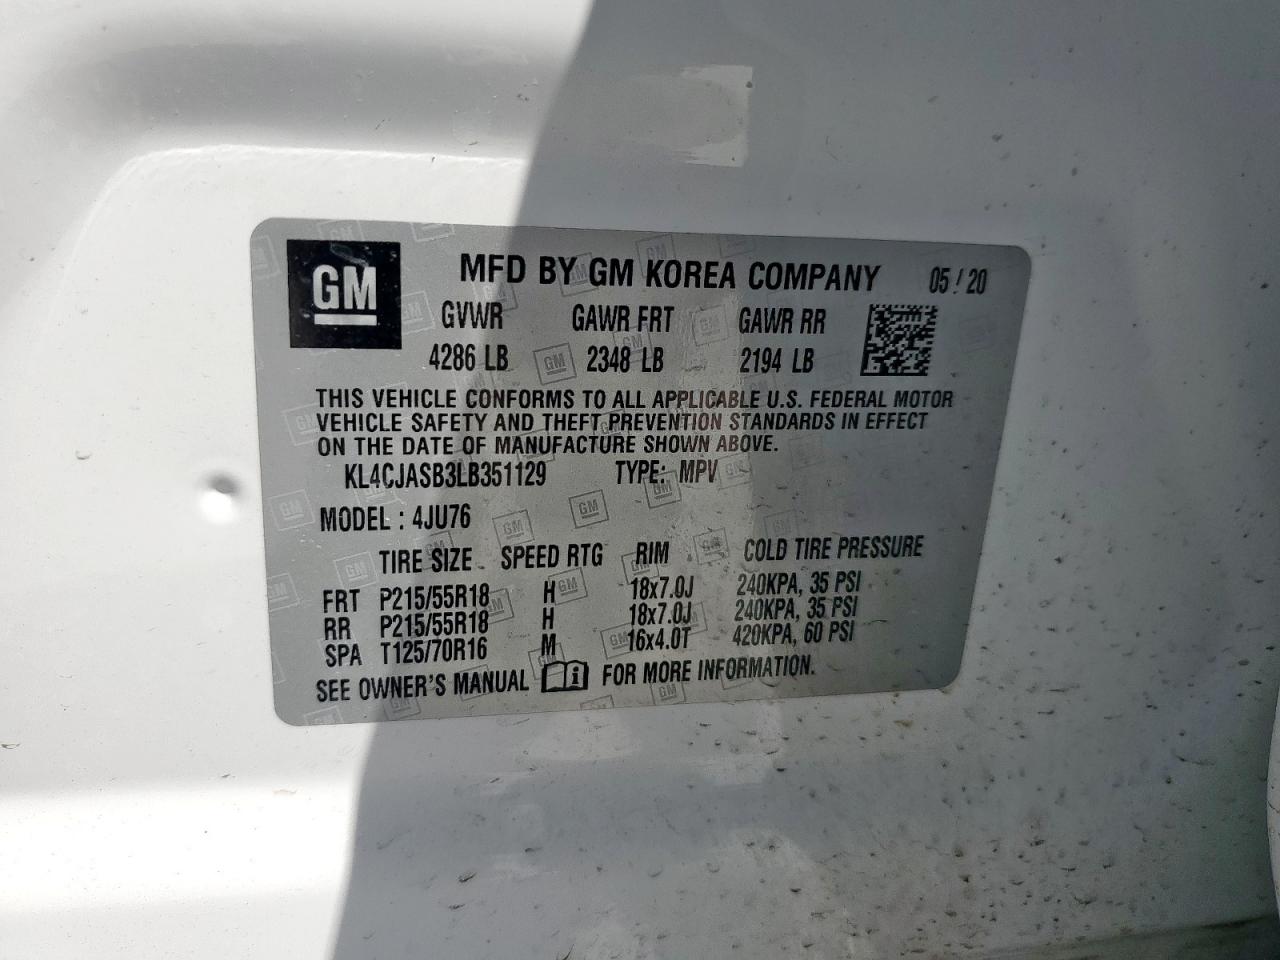 GM MFD BY GM KOREA COMPANY 05/20
GVWR GAWR FRT GAWR RR
4286 LB 2348 LB 2194 LB
THIS VEHICLE CONFORMS TO ALL APPLICABLE U.S. FEDERAL MOTOR
VEHICLE SAFETY AND THEFT PREVENTION STANDARDS IN EFFECT
ON THE DATE OF MANUFACTURE SHOWN ABOVE.
KL4CJASB3LB351129 TYPE: MPV
MODEL : 4JU76
TIRE SIZE SPEED RTG RIM COLD TIRE PRESSURE
FRT P215/55R18 H 18x7.0J 240KPA, 35 PSI
RR P215/55R18 H 18x7.0J 240KPA, 35 PSI
SPA T125/70R16 M 16x4.0T 420KPA, 60 PSI
SEE OWNER'S MANUAL FOR MORE INFORMATION.